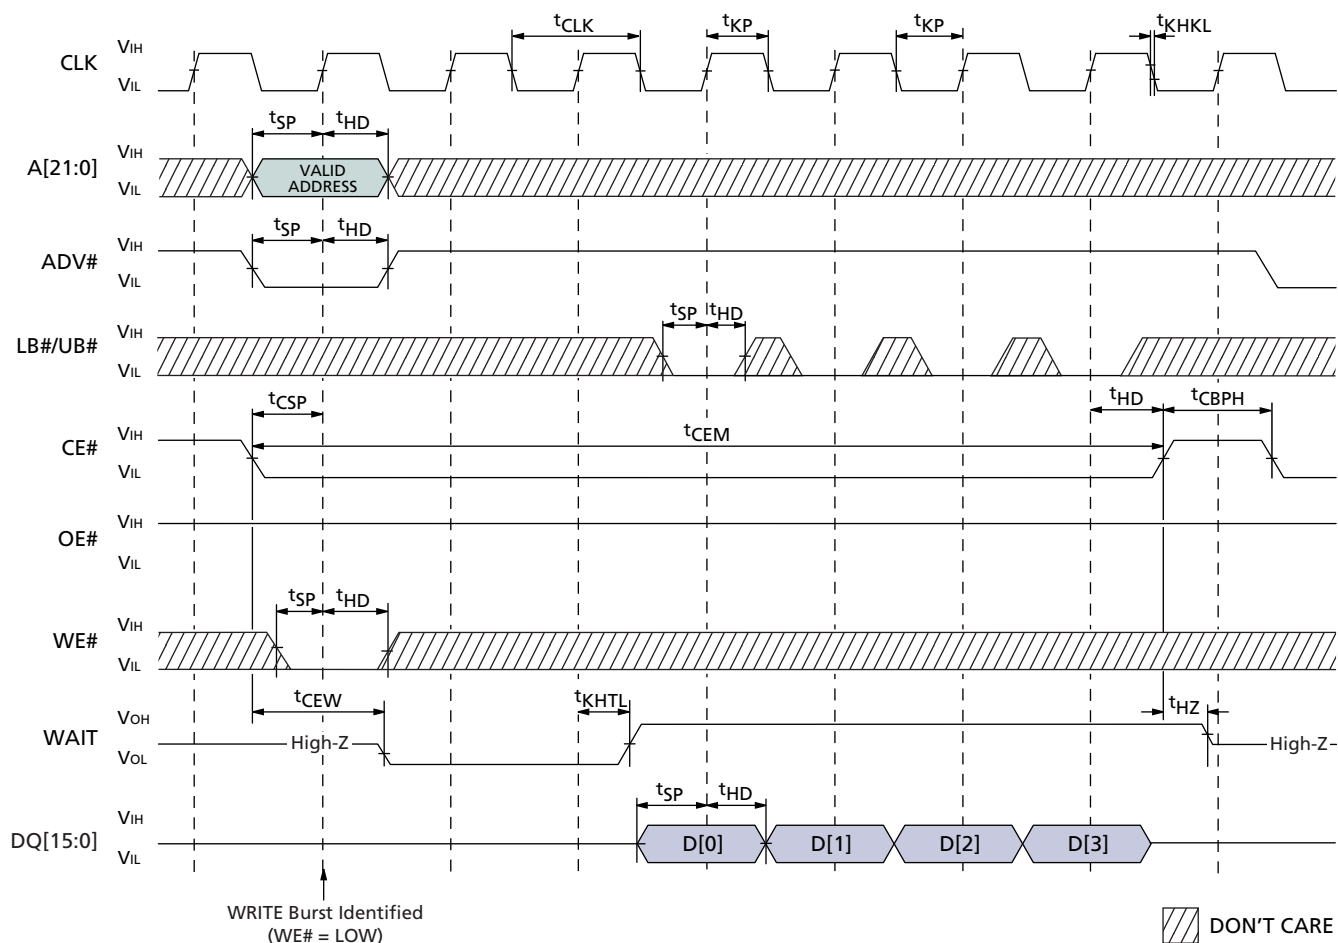 tCLK tKP tKP tKHKL
CLK VIH
VIL
tSP tHD
A[21:0] VIH
VIL
VALID
ADDRESS
tSP tHD
ADV# VIH
VIL
tSP tHD
LB#/UB# VIH
VIL
tCSP tHD tCBPH
CE# VIH
VIL
tCEM
OE# VIH
VIL
tSP tHD
WE# VIH
VIL
tCEW tKHTL tHZ
WAIT VOH
VOL
High-Z High-Z
tSP tHD
DQ[15:0] VIH
VIL
D[0] D[1] D[2] D[3]
WRITE Burst Identified
(WE# = LOW)
DON'T CARE